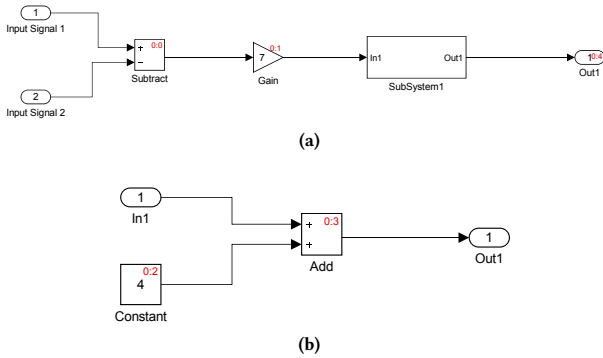 1
Input Signal 1
+
−
0:0
Subtract
2
Input Signal 2
7
0:1
Gain
In1
Out1
SubSystem1
1
0:4
Out1
(a)
1
In1
0:2
4
Constant
+
+
0:3
Add
1
Out1
(b)